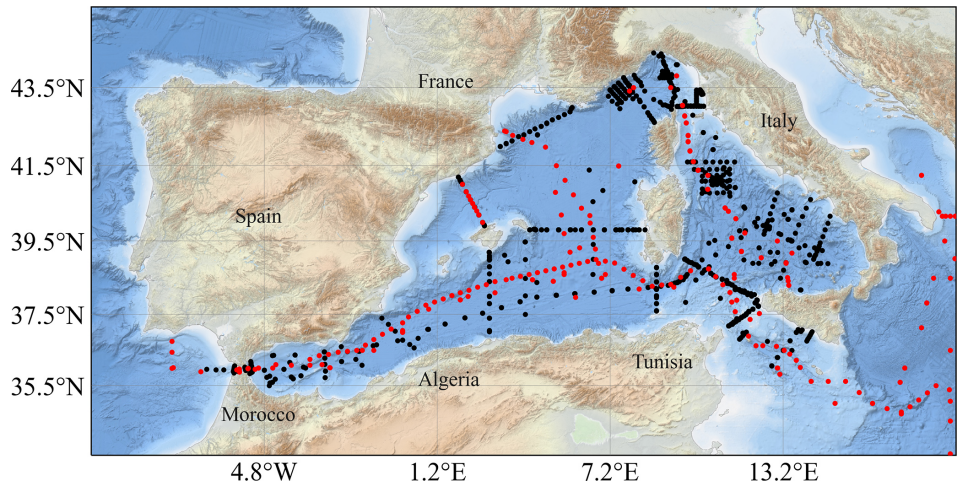 France
43.5°N
Italy
41.5°N
Spain
39.5°N
37.5°N
Tunisia
Algeria
35.5°N
Morocco
4.8°W
1.2°E
7.2°E
13.2°E